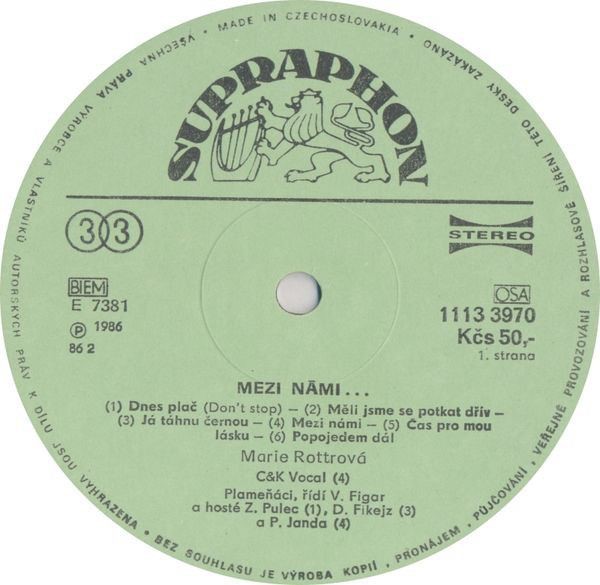 VŠECHNA PRÁVA VÝROBCE A VLASTNÍKŮ AUTORSKÝCH PRÁV K DÍLU JSOU VYHRAZENA • BEZ SOUHLASU JE VÝROBA KOPIÍ, PRONÁJEM, PŮJČOVÁNÍ, VEŘEJNÉ PROVOZOVÁNÍ A ROZHLASOVÉ ŠÍŘENÍ TÉTO DESKY ZAKÁZÁNO
• MADE IN CZECHOSLOVAKIA •
SUPRAPHON
33
STEREO
BIEM
E 7381
Ⓟ 1986
86 2
OSA
1113 3970
Kčs 50,-
1. strana
MEZI NÁMI...
(1) Dnes plač (Don't stop) – (2) Měli jsme se potkat dřív –
(3) Já táhnu černou – (4) Mezi námi – (5) Čas pro mou
lásku – (6) Popojedem dál
Marie Rottrová
C&K Vocal (4)
Plameňáci, řídí V. Figar
a hosté Z. Pulec (1), D. Fikejz (3)
a P. Janda (4)